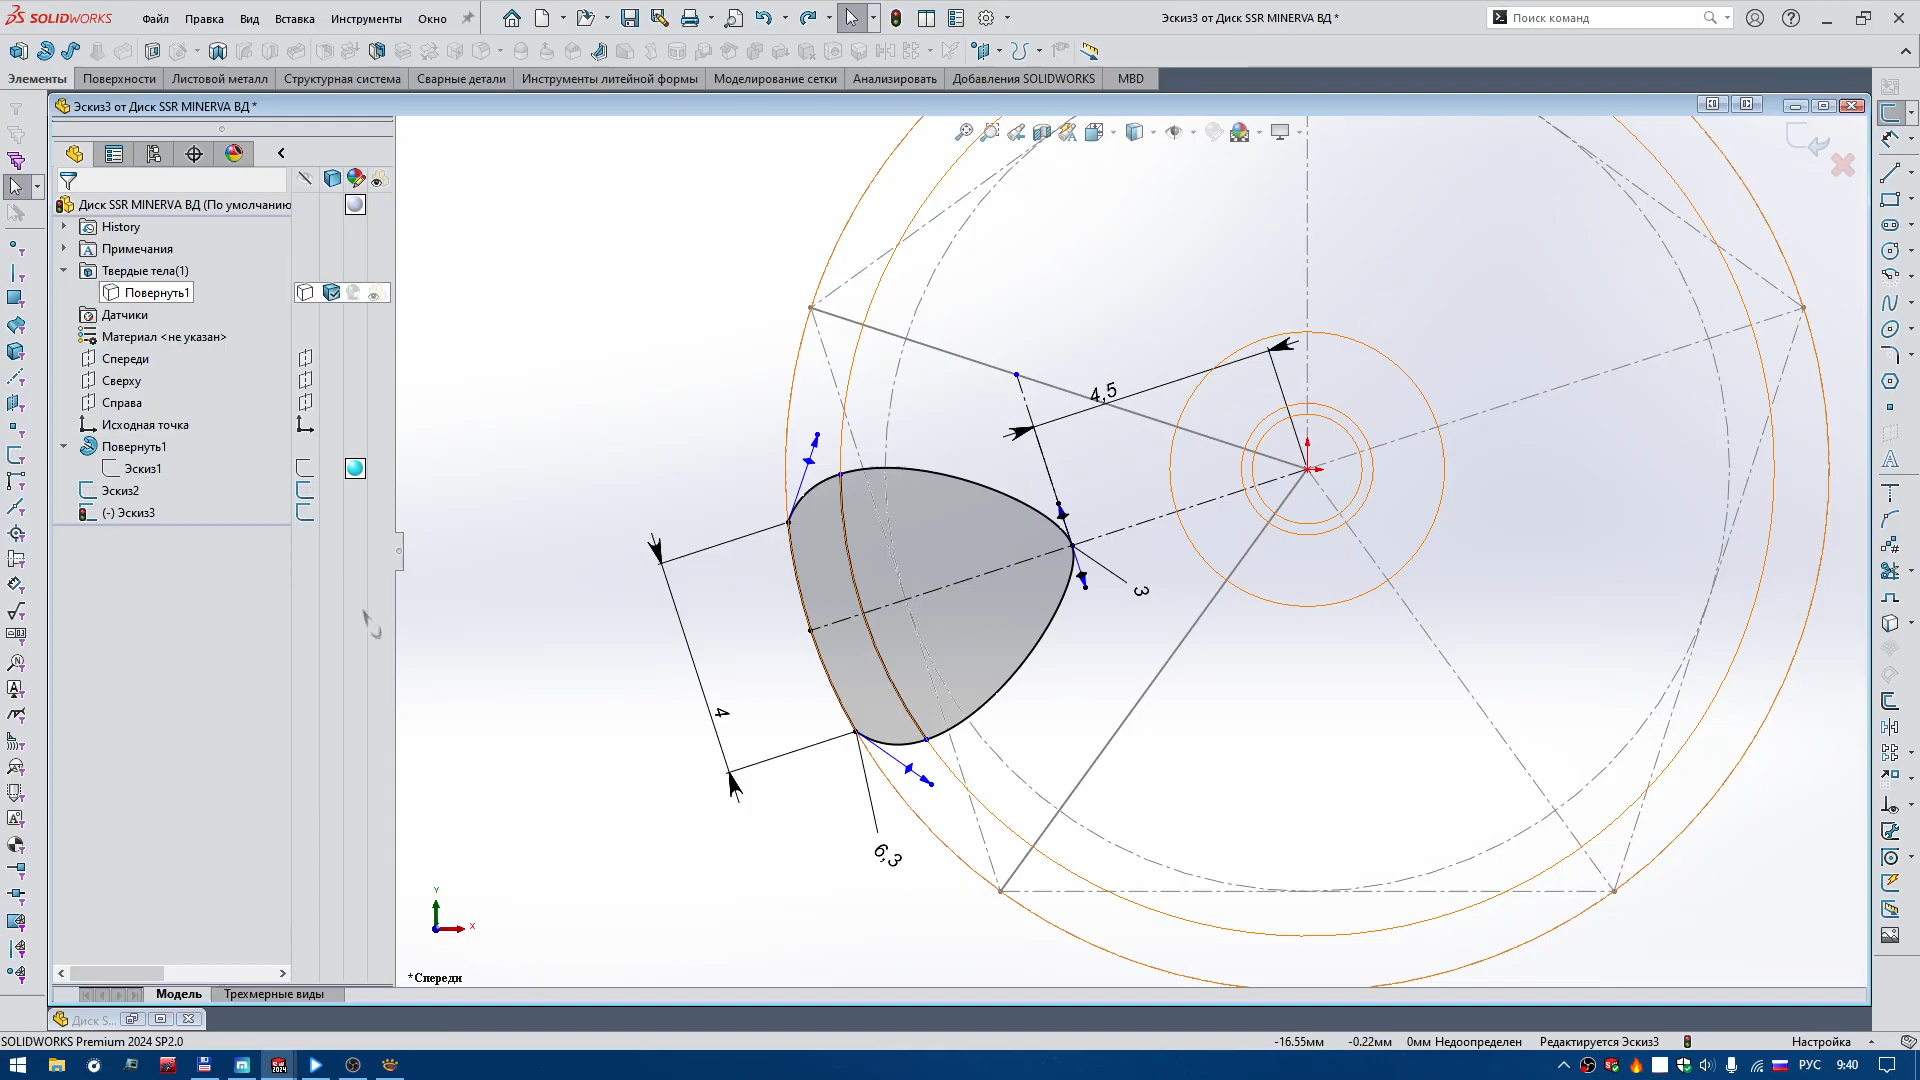 SOLIDWORKS
Файл
Правка
Вид
Вставка
Инструменты
Окно
Эскиз3 от Диск SSR MINERVA ВД *
Поиск команд
Элементы
Поверхности
Листовой металл
Структурная система
Сварные детали
Инструменты литейной формы
Моделирование сетки
Анализировать
Добавления SOLIDWORKS
MBD
Эскиз3 от Диск SSR MINERVA ВД *
Диск SSR MINERVA ВД (По умолчанию
History
Примечания
Твердые тела(1)
Повернуть1
Датчики
Материал <не указан>
Спереди
Сверху
Справа
Исходная точка
Повернуть1
Эскиз1
Эскиз2
(-) Эскиз3
4,5
3
4
6,3
Y
X
*Спереди
Модель
Трехмерные виды
Диск S...
SOLIDWORKS Premium 2024 SP2.0
-16.55мм
-0.22мм
0мм Недоопределен
Редактируется Эскиз3
Настройка
РУС
9:40